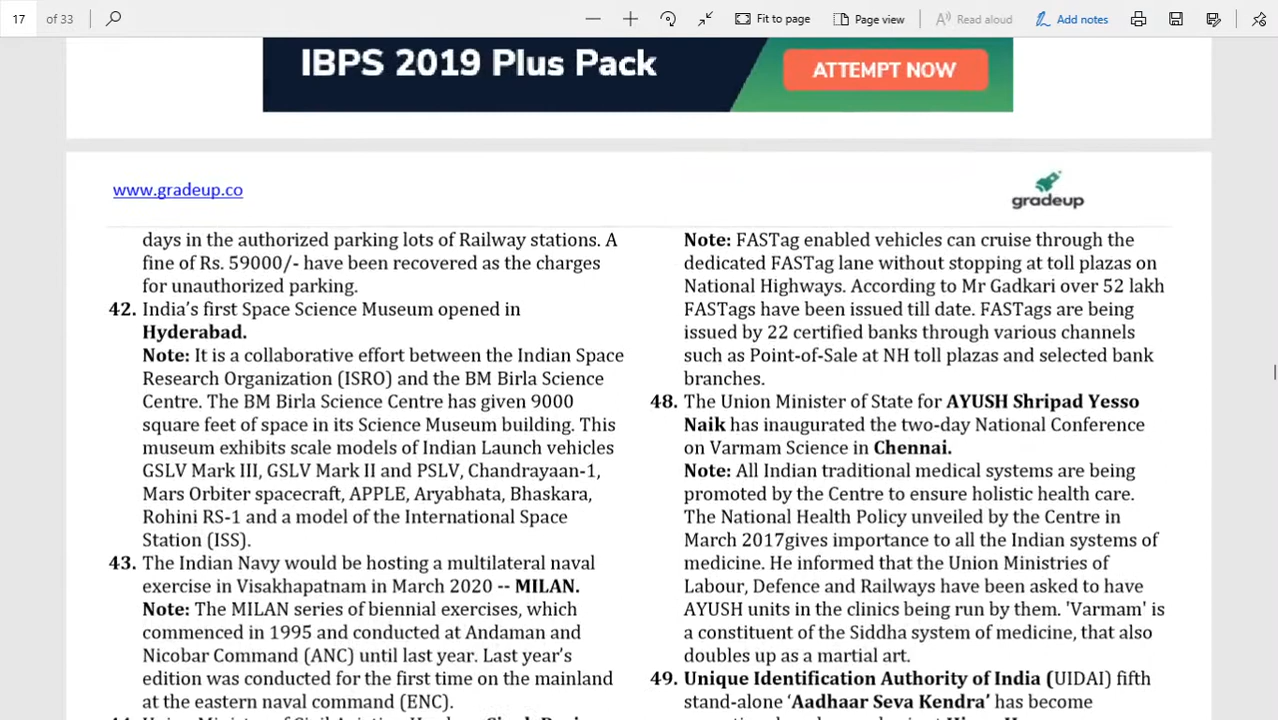 17 of 33
Fit to page
Page view
Read aloud
Add notes
IBPS 2019 Plus Pack
ATTEMPT NOW
www.gradeup.co
gradeup
days in the authorized parking lots of Railway stations. A
fine of Rs. 59000/- have been recovered as the charges
for unauthorized parking.
42. India's first Space Science Museum opened in
Hyderabad.
Note: It is a collaborative effort between the Indian Space
Research Organization (ISRO) and the BM Birla Science
Centre. The BM Birla Science Centre has given 9000
square feet of space in its Science Museum building. This
museum exhibits scale models of Indian Launch vehicles
GSLV Mark III, GSLV Mark II and PSLV, Chandrayaan-1,
Mars Orbiter spacecraft, APPLE, Aryabhata, Bhaskara,
Rohini RS-1 and a model of the International Space
Station (ISS).
43. The Indian Navy would be hosting a multilateral naval
exercise in Visakhapatnam in March 2020 -- MILAN.
Note: The MILAN series of biennial exercises, which
commenced in 1995 and conducted at Andaman and
Nicobar Command (ANC) until last year. Last year's
edition was conducted for the first time on the mainland
at the eastern naval command (ENC).
Note: FASTag enabled vehicles can cruise through the
dedicated FASTag lane without stopping at toll plazas on
National Highways. According to Mr Gadkari over 52 lakh
FASTags have been issued till date. FASTags are being
issued by 22 certified banks through various channels
such as Point-of-Sale at NH toll plazas and selected bank
branches.
48. The Union Minister of State for AYUSH Shripad Yesso
Naik has inaugurated the two-day National Conference
on Varmam Science in Chennai.
Note: All Indian traditional medical systems are being
promoted by the Centre to ensure holistic health care.
The National Health Policy unveiled by the Centre in
March 2017gives importance to all the Indian systems of
medicine. He informed that the Union Ministries of
Labour, Defence and Railways have been asked to have
AYUSH units in the clinics being run by them. 'Varmam' is
a constituent of the Siddha system of medicine, that also
doubles up as a martial art.
49. Unique Identification Authority of India (UIDAI) fifth
stand-alone 'Aadhaar Seva Kendra' has become